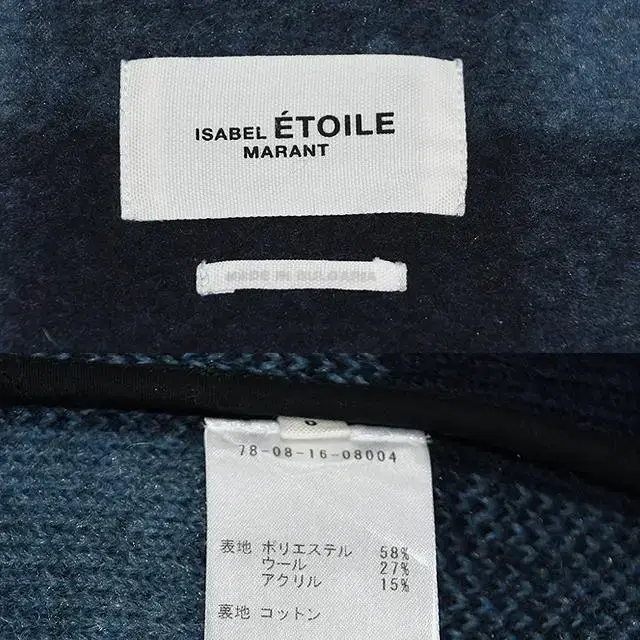 ISABEL ÉTOILE
MARANT
MADE IN BULGARIA
78-08-16-08004
表地 ポリエステル 58%
ウール 27%
アクリル 15%
裏地 コットン